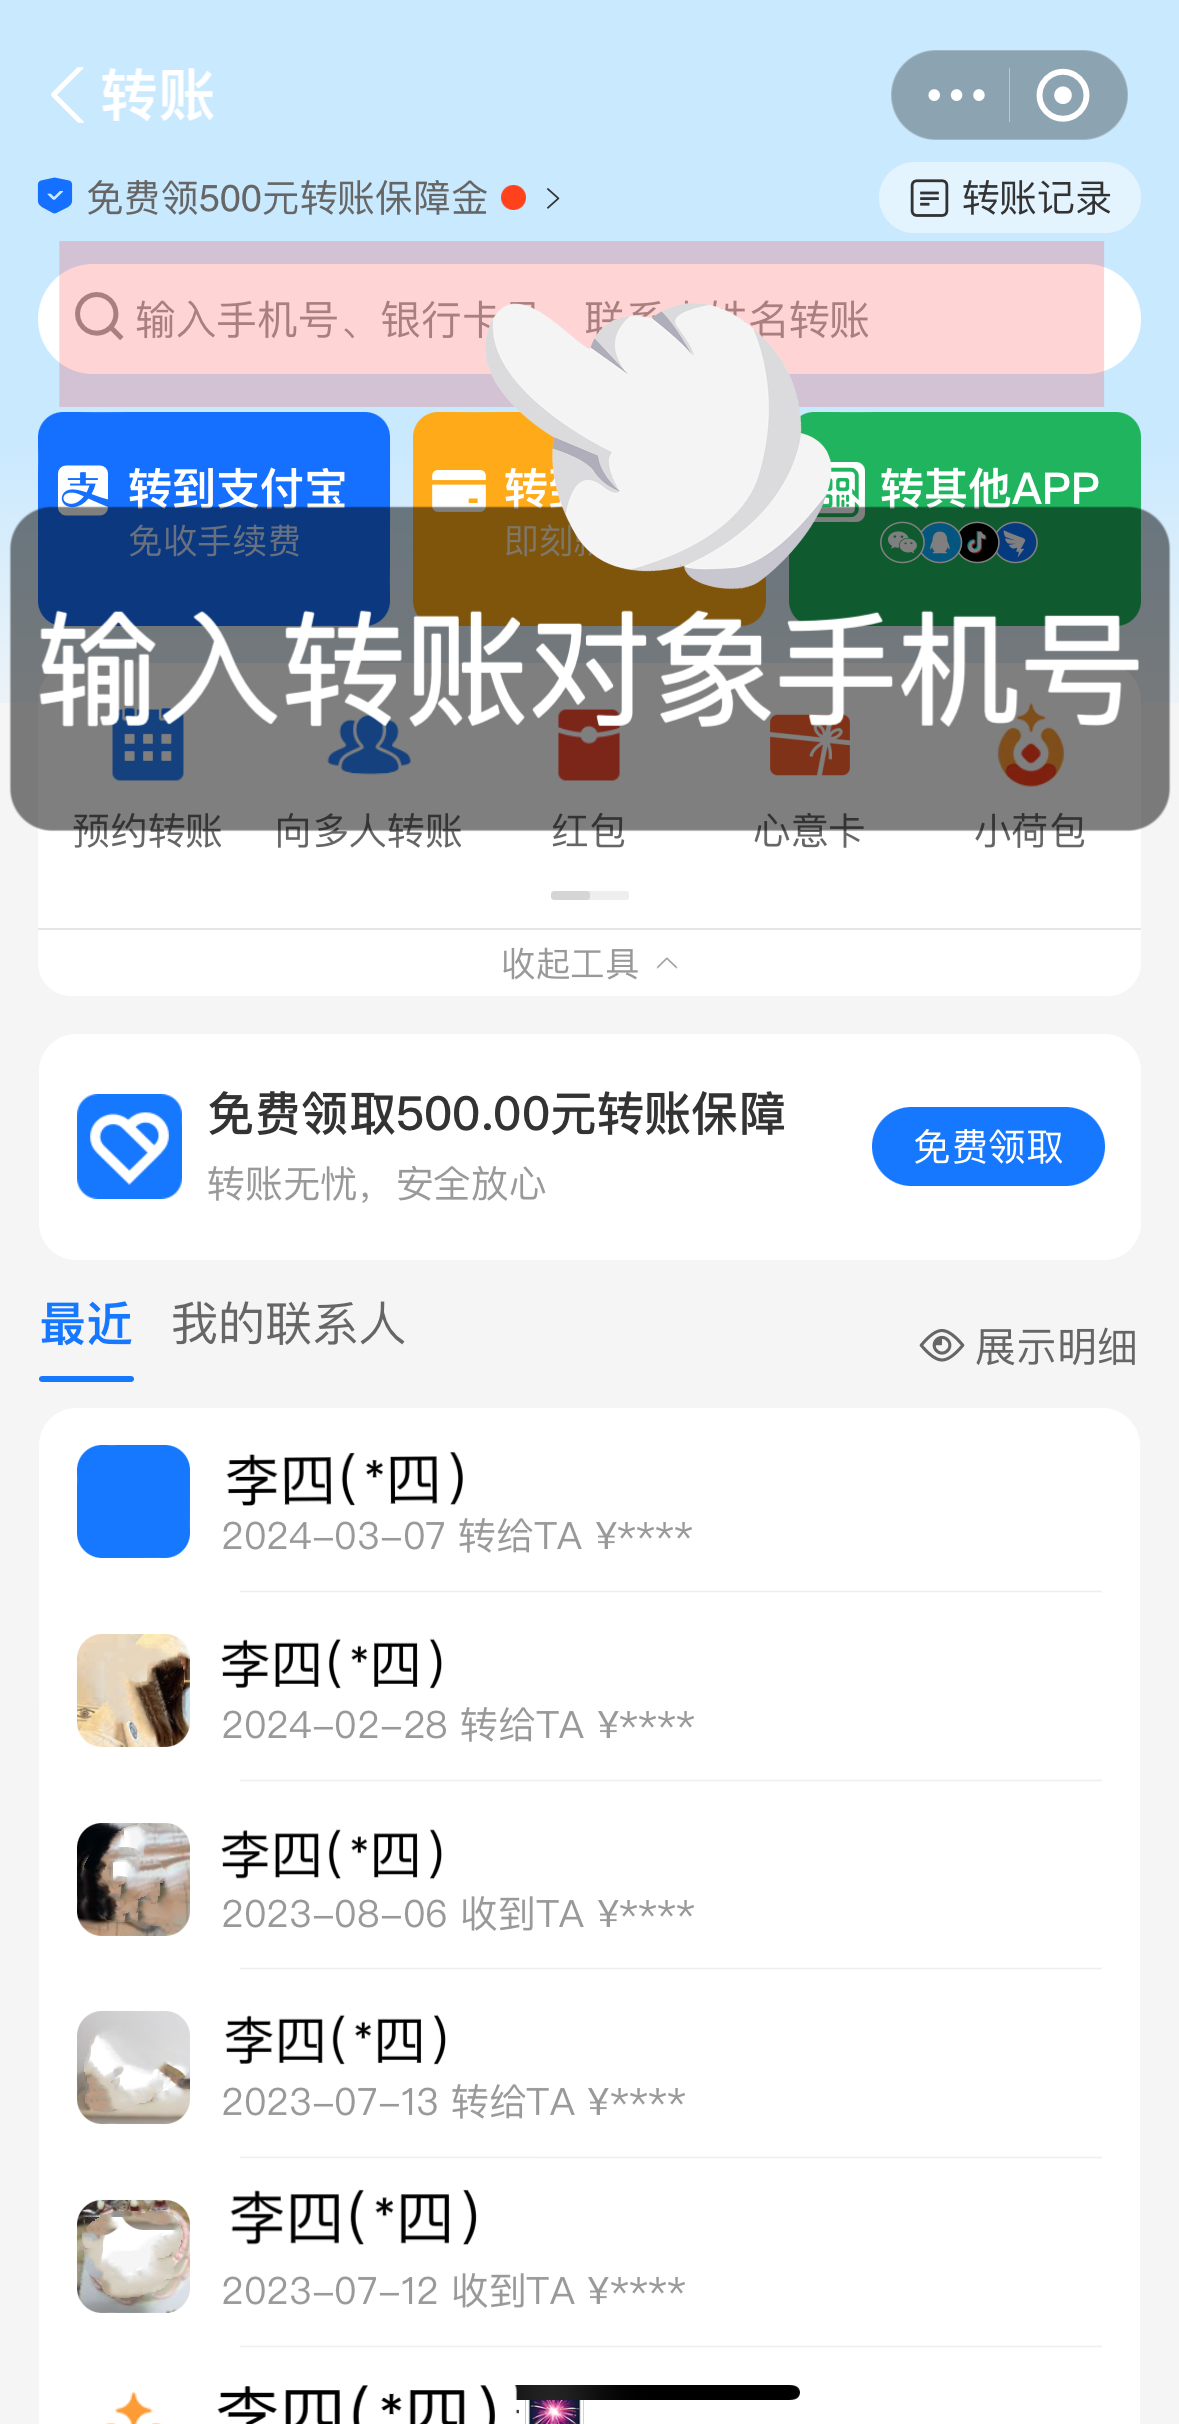 转账
免费领500元转账保障金
转账记录
输入手机号、银行卡号、联系人姓名转账
转到支付宝
免收手续费
转到
即刻
转其他APP
输入转账对象手机号
预约转账
向多人转账
红包
心意卡
小荷包
收起工具
免费领取500.00元转账保障
转账无忧，安全放心
免费领取
最近
我的联系人
展示明细
李四(*四)
2024-03-07 转给TA ¥****
李四(*四)
2024-02-28 转给TA ¥****
李四(*四)
2023-08-06 收到TA ¥****
李四(*四)
2023-07-13 转给TA ¥****
李四(*四)
2023-07-12 收到TA ¥****
李四(*四)